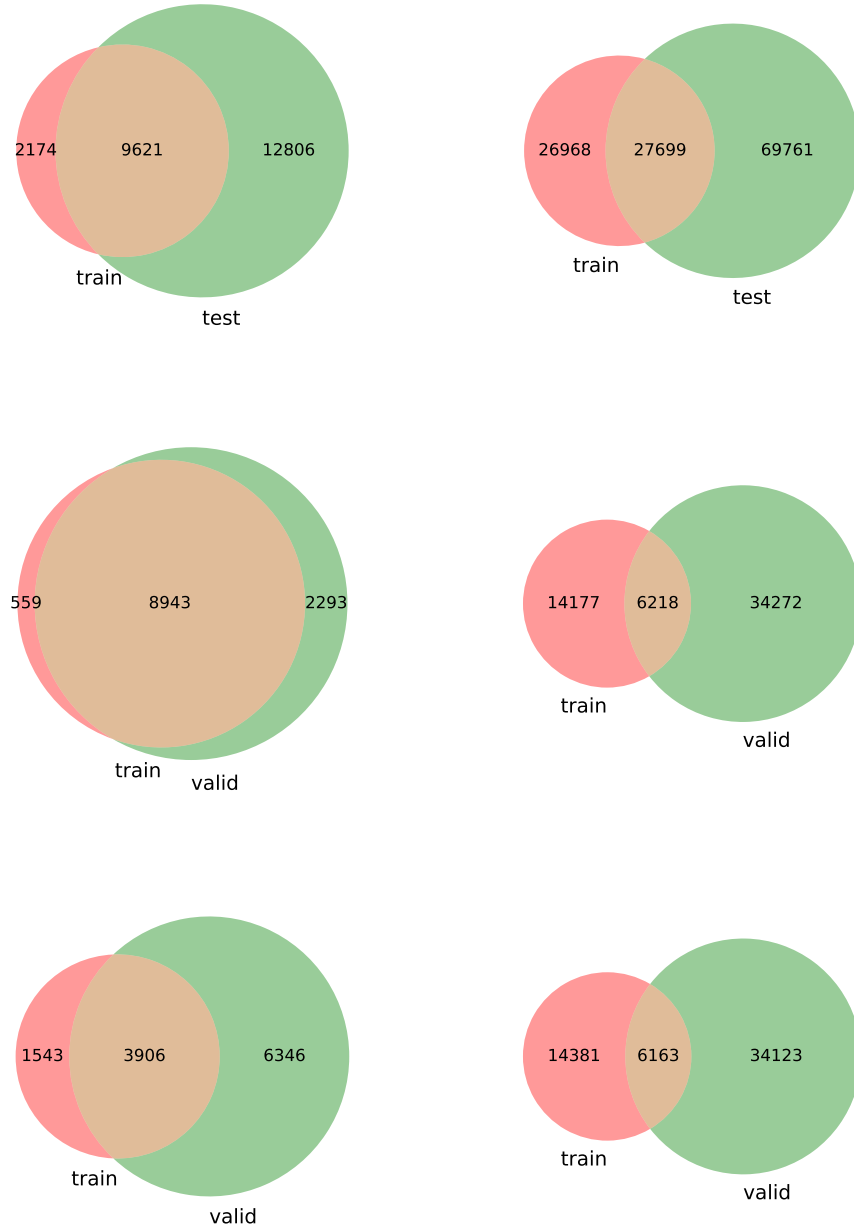 2174 9621 12806
train
test
26968 27699 69761
train
test
559 8943 2293
train
valid
14177 6218 34272
train
valid
1543 3906 6346
train
valid
14381 6163 34123
train
valid